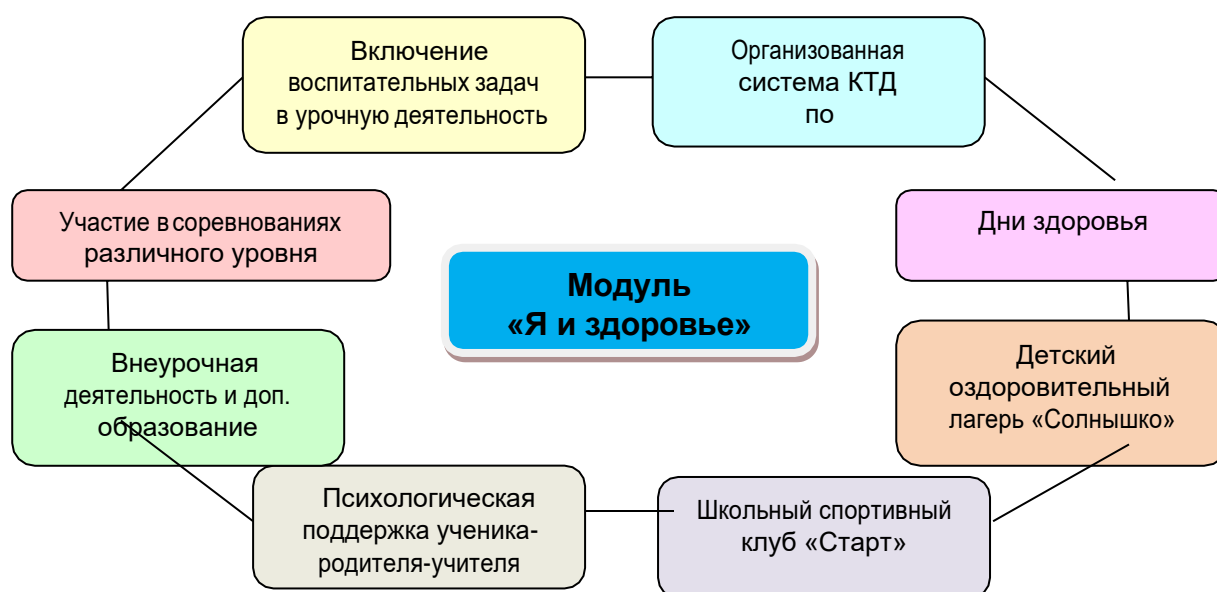 Включение
воспитательных задач
в урочную деятельность
Организованная
система КТД
по
Участие в соревнованиях
различного уровня
Дни здоровья
Модуль
«Я и здоровье»
Внеурочная
деятельность и доп.
образование
Детский
оздоровительный
лагерь «Солнышко»
Психологическая
поддержка ученика-
родителя-учителя
Школьный спортивный
клуб «Старт»